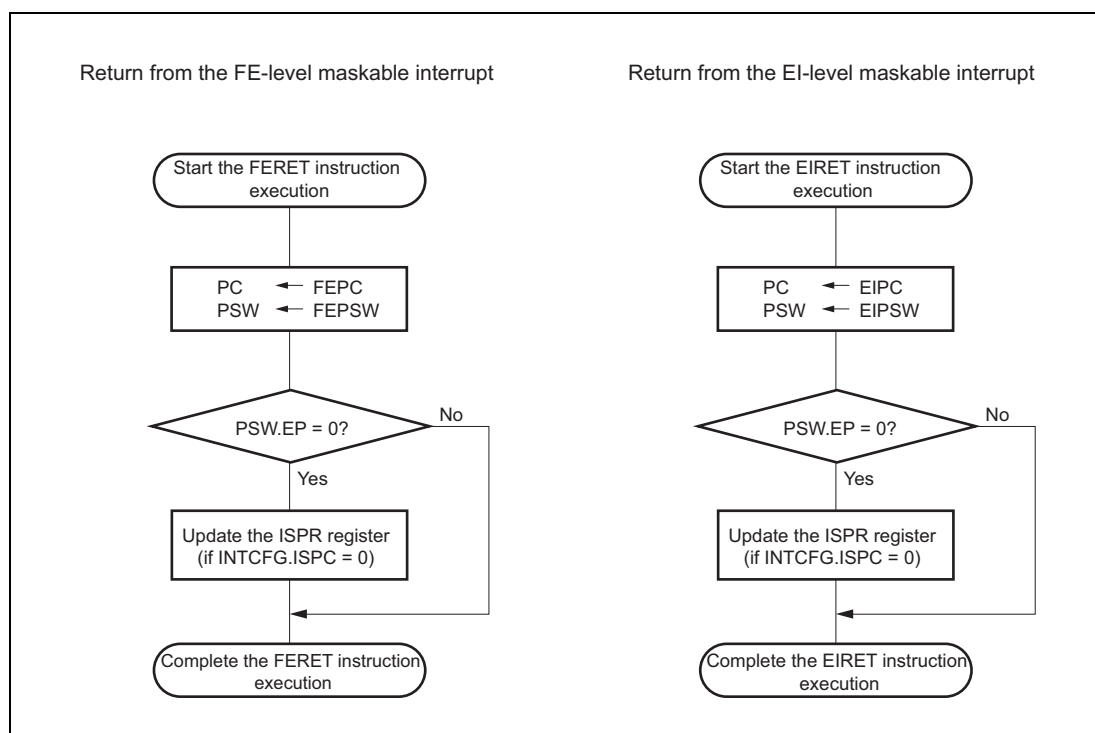 Return from the FE-level maskable interrupt
Start the FERET instruction
execution
PC ← FEPC
PSW ← FEPSW
PSW.EP = 0?
No
Yes
Update the ISPR register
(if INTCFG.ISPC = 0)
Complete the FERET instruction
execution
Return from the EI-level maskable interrupt
Start the EIRET instruction
execution
PC ← EIPC
PSW ← EIPSW
PSW.EP = 0?
No
Yes
Update the ISPR register
(if INTCFG.ISPC = 0)
Complete the EIRET instruction
execution